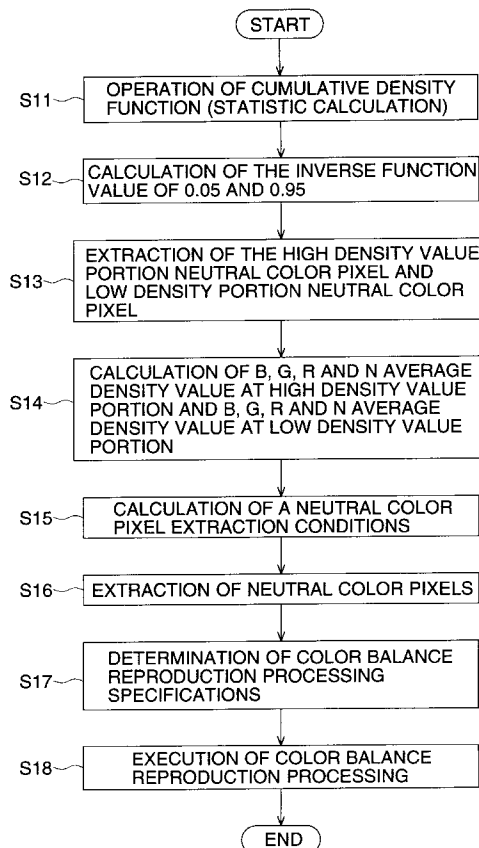 START
S11
OPERATION OF CUMULATIVE DENSITY
FUNCTION (STATISTIC CALCULATION)
S12
CALCULATION OF THE INVERSE FUNCTION
VALUE OF 0.05 AND 0.95
S13
EXTRACTION OF THE HIGH DENSITY VALUE
PORTION NEUTRAL COLOR PIXEL AND
LOW DENSITY PORTION NEUTRAL COLOR
PIXEL
S14
CALCULATION OF B, G, R AND N AVERAGE
DENSITY VALUE AT HIGH DENSITY VALUE
PORTION AND B, G, R AND N AVERAGE
DENSITY VALUE AT LOW DENSITY VALUE
PORTION
S15
CALCULATION OF A NEUTRAL COLOR
PIXEL EXTRACTION CONDITIONS
S16
EXTRACTION OF NEUTRAL COLOR PIXELS
S17
DETERMINATION OF COLOR BALANCE
REPRODUCTION PROCESSING
SPECIFICATIONS
S18
EXECUTION OF COLOR BALANCE
REPRODUCTION PROCESSING
END